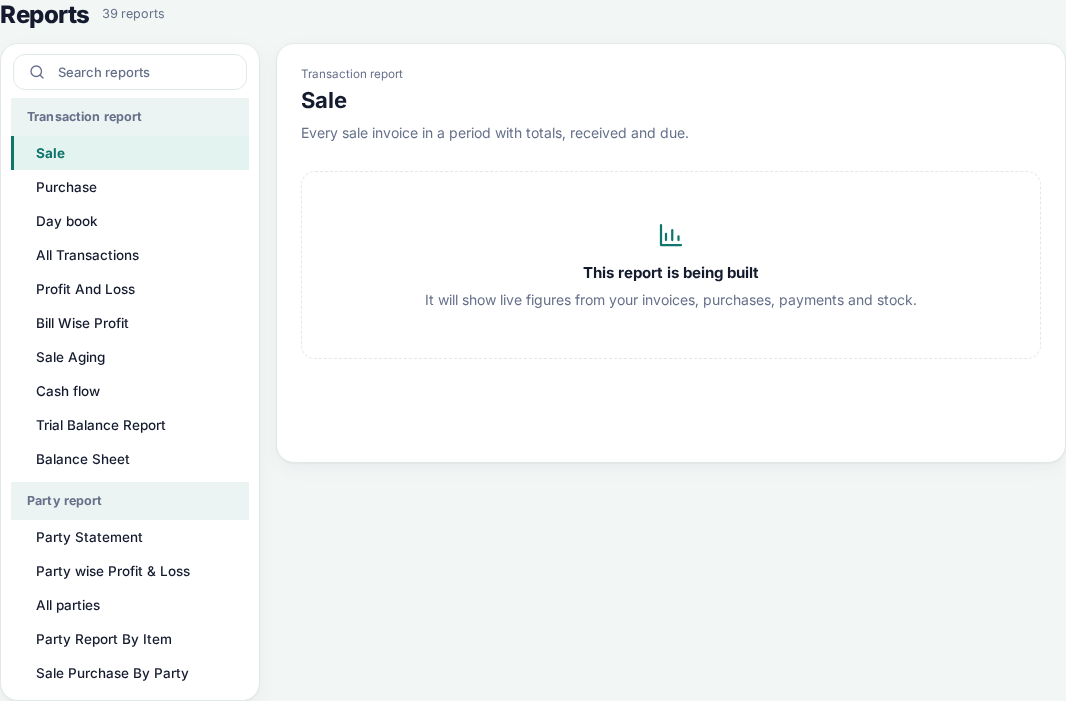 Reports 39 reports
Search reports
Transaction report
Sale
Purchase
Day book
All Transactions
Profit And Loss
Bill Wise Profit
Sale Aging
Cash flow
Trial Balance Report
Balance Sheet
Party report
Party Statement
Party wise Profit & Loss
All parties
Party Report By Item
Sale Purchase By Party
Transaction report
Sale
Every sale invoice in a period with totals, received and due.
This report is being built
It will show live figures from your invoices, purchases, payments and stock.